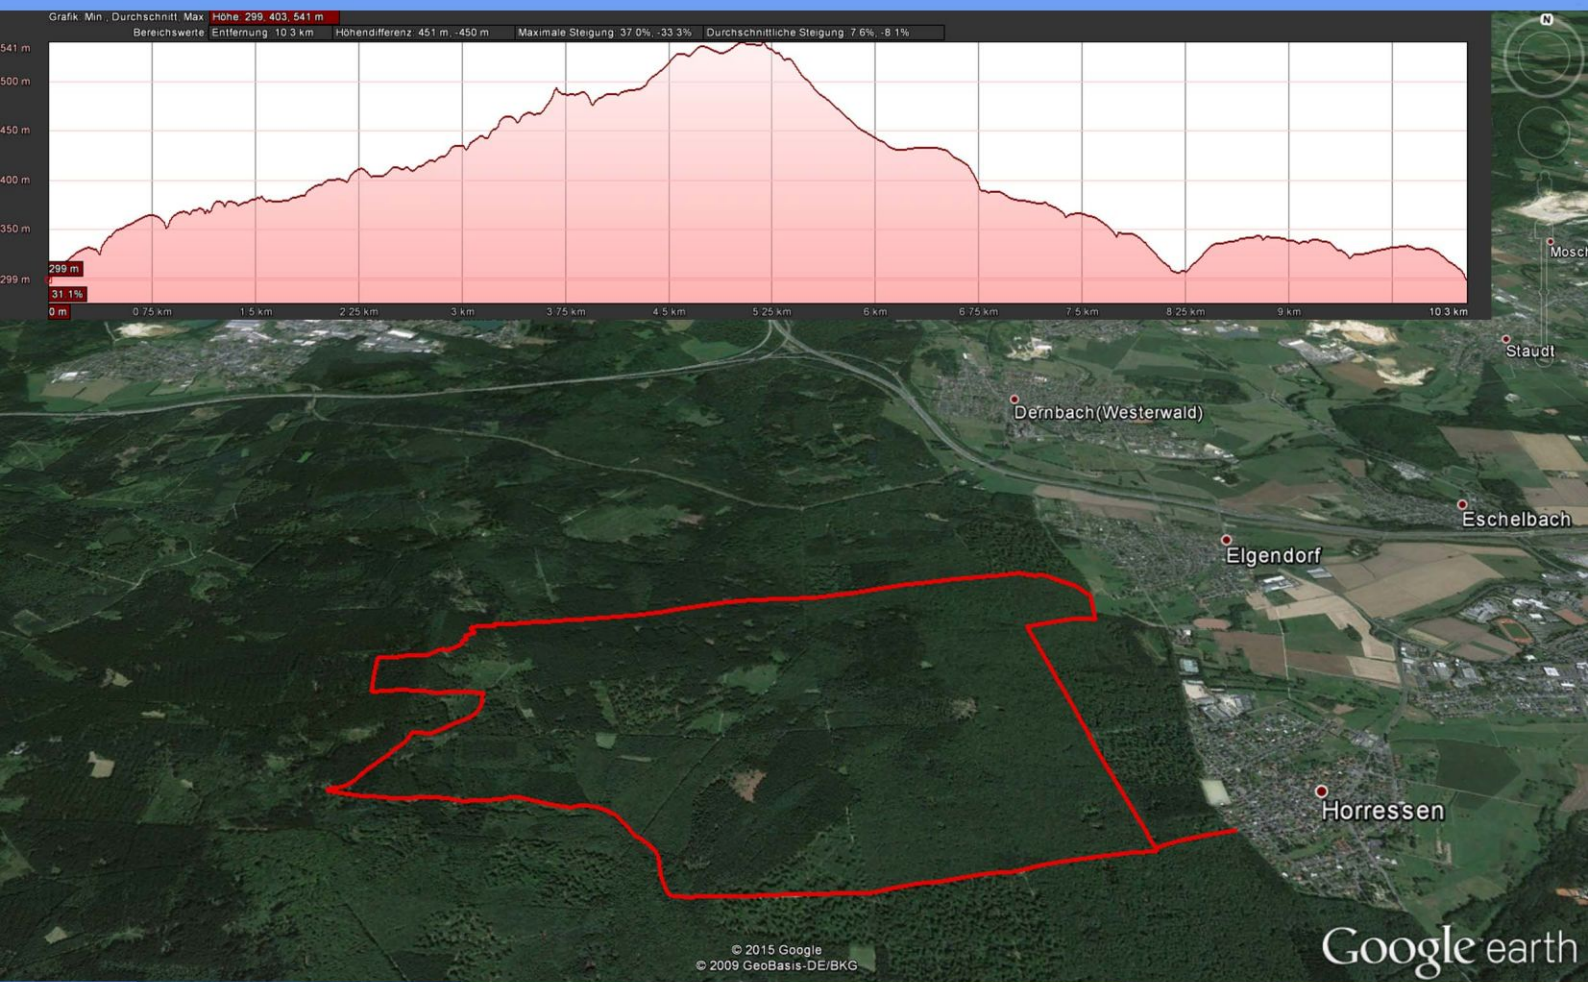 Grafik: Min., Durchschnitt, Max. Höhe: 299, 403, 541 m
Bereichswerte: Entfernung: 10.3 km Höhendifferenz: 451 m, -450 m Maximale Steigung: 37.0%, -33.3% Durchschnittliche Steigung: 7.6%, -8.1%
N
541 m
500 m
450 m
400 m
350 m
299 m
299 m
31.1%
0 m
0.75 km
1.5 km
2.25 km
3 km
3.75 km
4.5 km
5.25 km
6 km
6.75 km
7.5 km
8.25 km
9 km
10.3 km
Mosch
Staudt
Dernbach(Westerwald)
Eschelbach
Elgendorf
Horressen
© 2015 Google
© 2009 GeoBasis-DE/BKG
Google earth